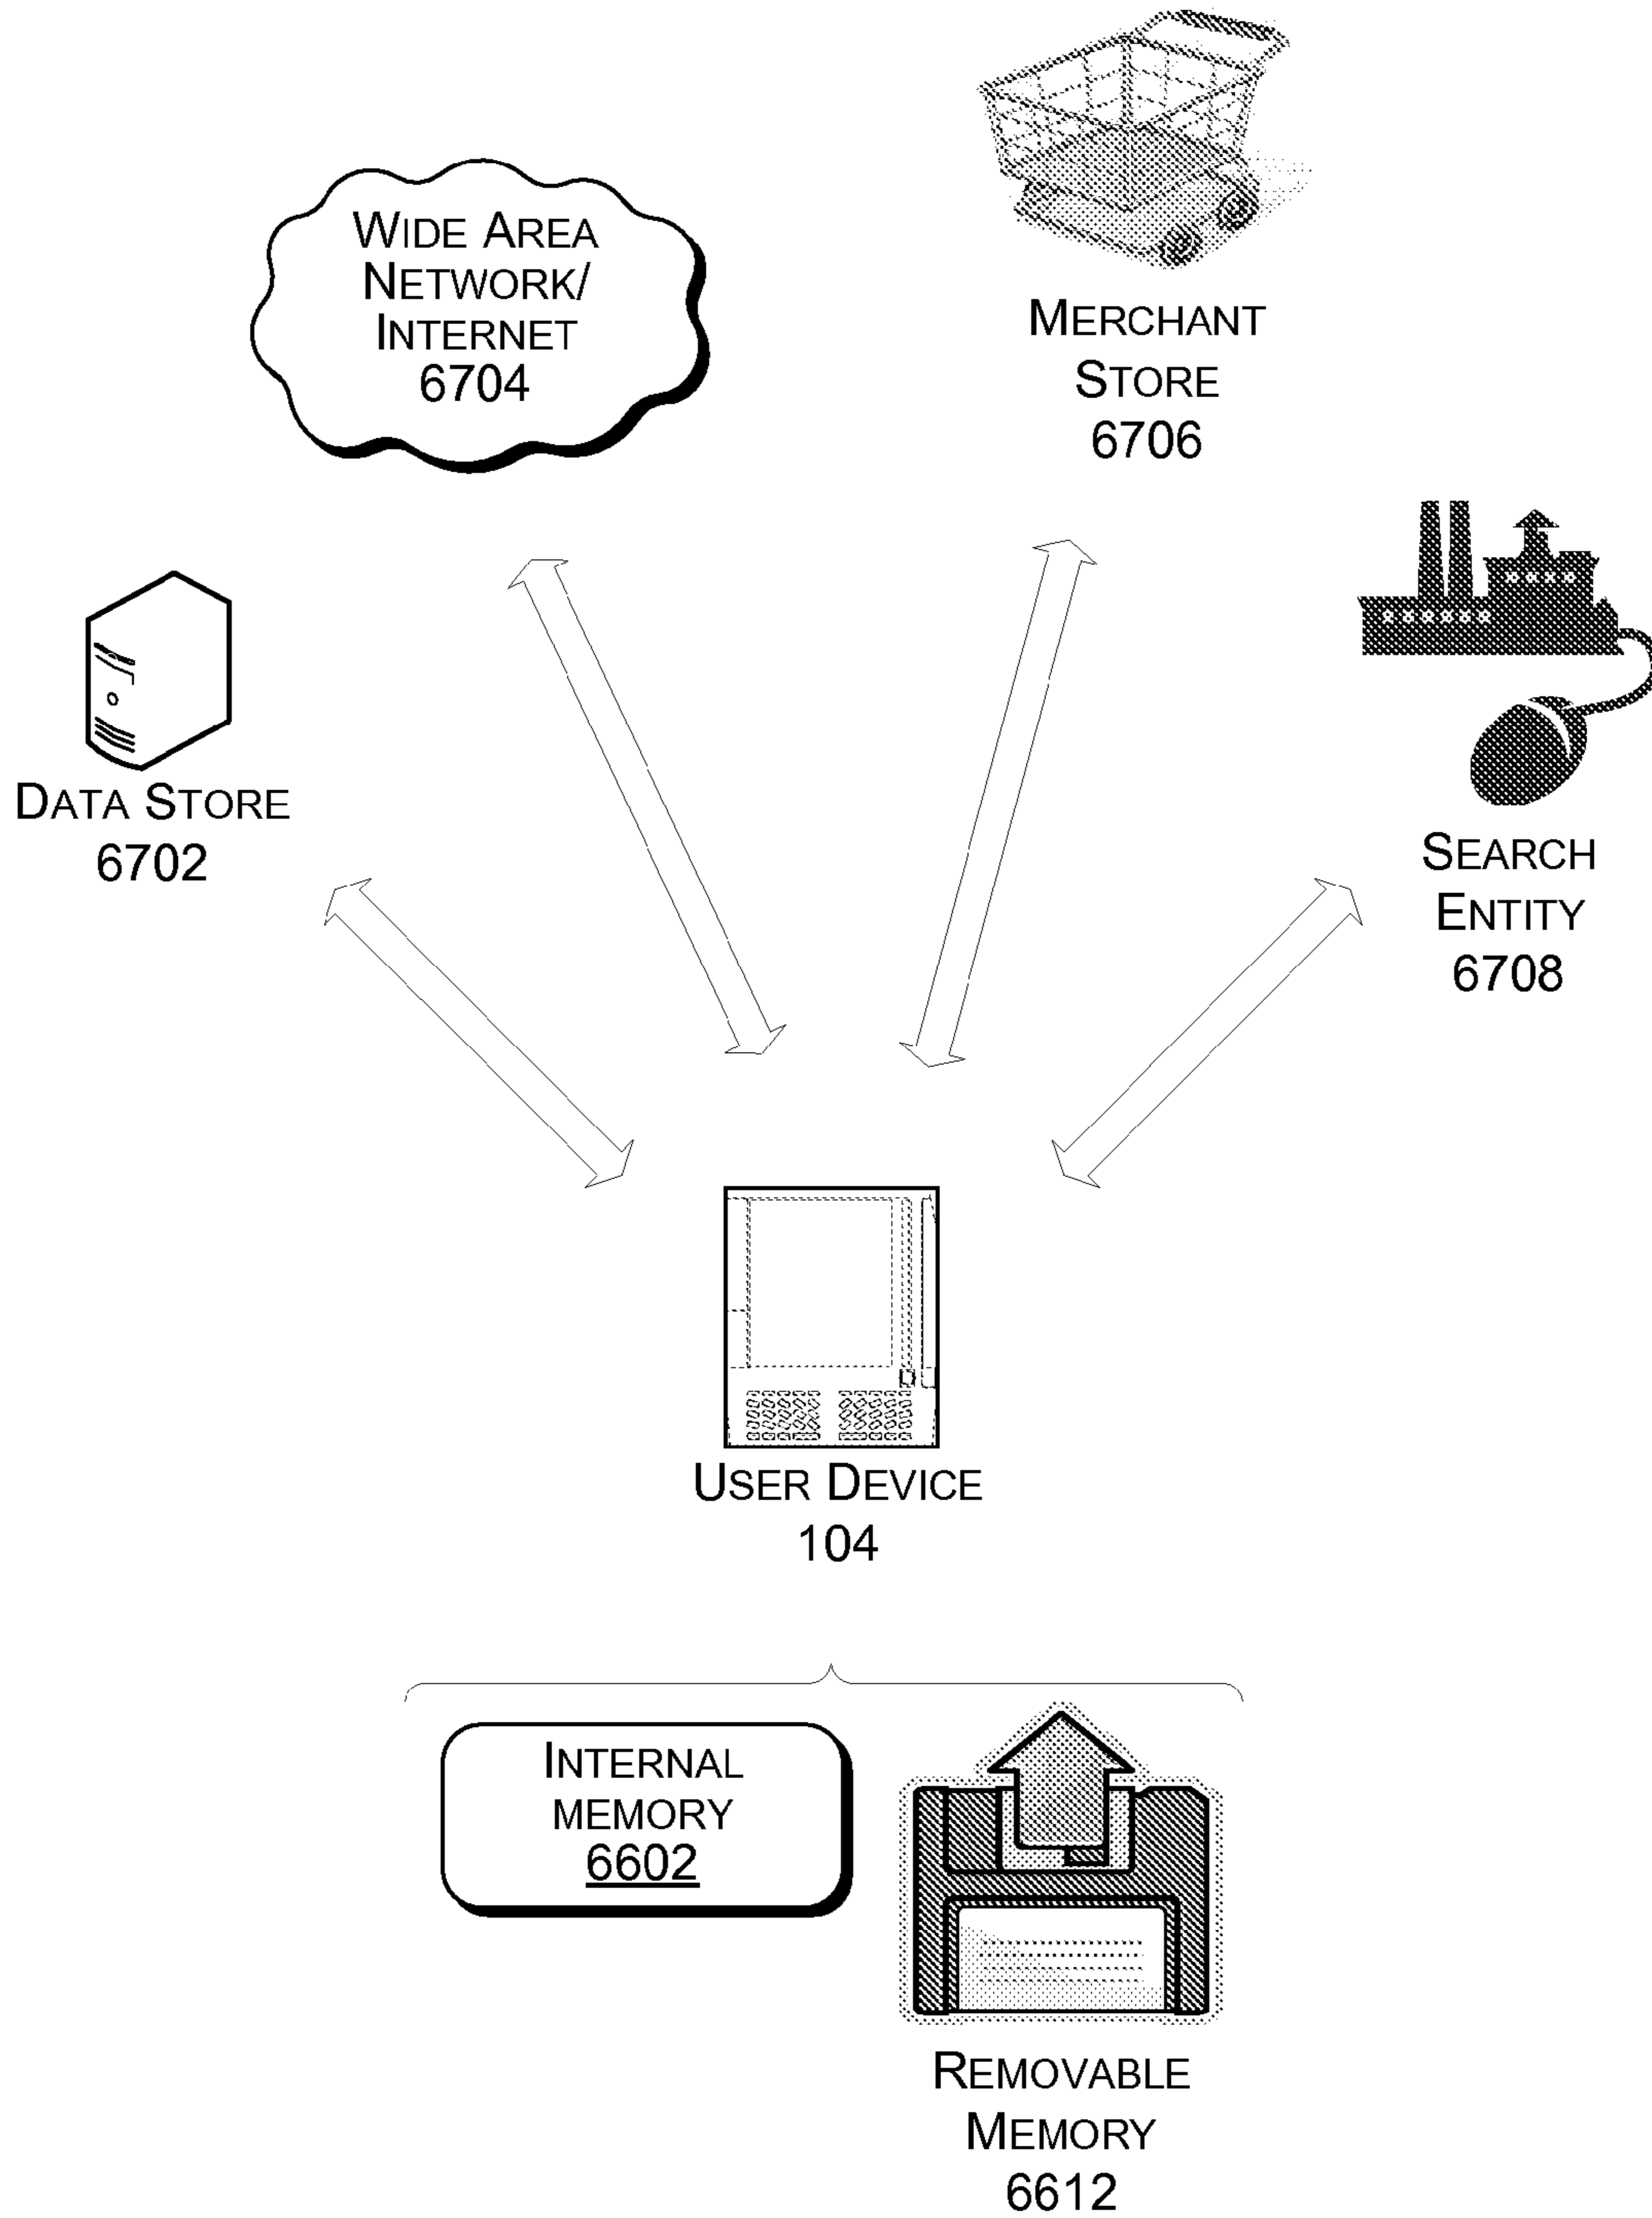 WIDE AREA
NETWORK/
INTERNET
6704
MERCHANT
STORE
6706
DATA STORE
6702
SEARCH
ENTITY
6708
USER DEVICE
104
INTERNAL
MEMORY
6602
REMOVABLE
MEMORY
6612